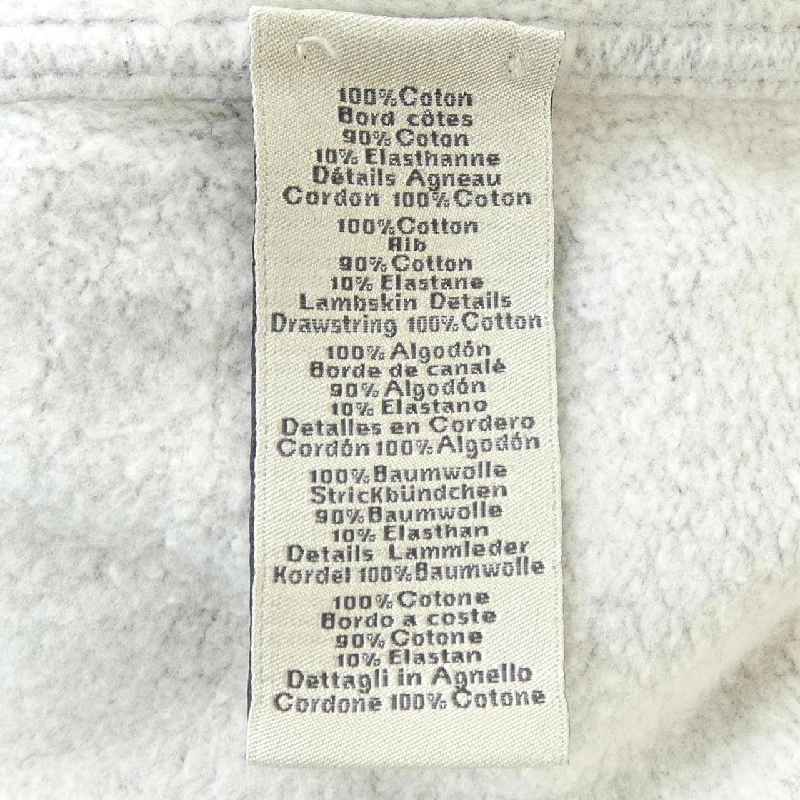 100% Coton
Bord côtes
90% Coton
10% Elasthanne
Détails Agneau
Cordon 100% Coton
100% Cotton
Rib
90% Cotton
10% Elastane
Lambskin Details
Drawstring 100% Cotton
100% Algodón
Borde de canalé
90% Algodón
10% Elastano
Detalles en Cordero
Cordón 100% Algodón
100% Baumwolle
Strickbündchen
90% Baumwolle
10% Elasthan
Details Lammleder
Kordel 100% Baumwolle
100% Cotone
Bordo a coste
90% Cotone
10% Elastan
Dettagli in Agnello
Cordone 100% Cotone